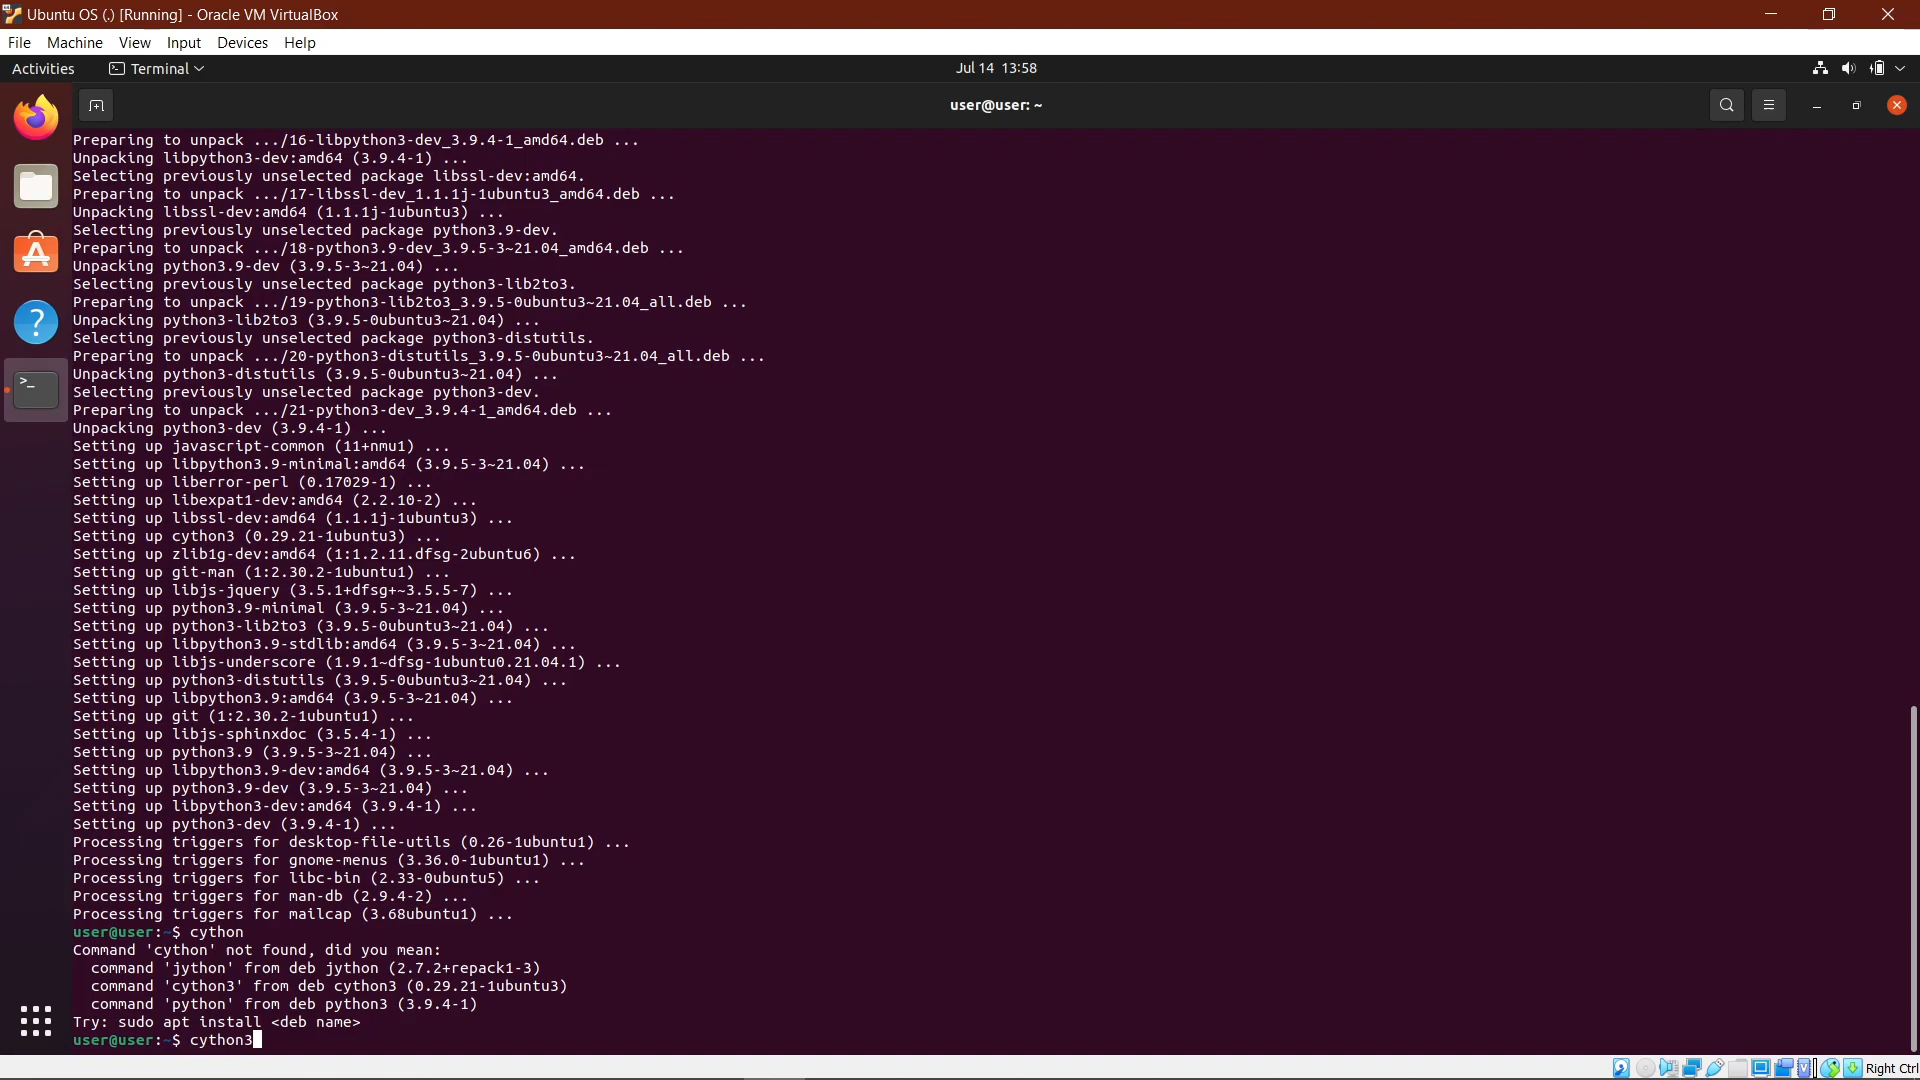 Ubuntu OS (.) [Running] - Oracle VM VirtualBox
File Machine View Input Devices Help
Activities Terminal Jul 14 13:58
user@user: ~
Preparing to unpack .../16-libpython3-dev_3.9.4-1_amd64.deb ...
Unpacking libpython3-dev:amd64 (3.9.4-1) ...
Selecting previously unselected package libssl-dev:amd64.
Preparing to unpack .../17-libssl-dev_1.1.1j-1ubuntu3_amd64.deb ...
Unpacking libssl-dev:amd64 (1.1.1j-1ubuntu3) ...
Selecting previously unselected package python3.9-dev.
Preparing to unpack .../18-python3.9-dev_3.9.5-3~21.04_amd64.deb ...
Unpacking python3.9-dev (3.9.5-3~21.04) ...
Selecting previously unselected package python3-lib2to3.
Preparing to unpack .../19-python3-lib2to3_3.9.5-0ubuntu3~21.04_all.deb ...
Unpacking python3-lib2to3 (3.9.5-0ubuntu3~21.04) ...
Selecting previously unselected package python3-distutils.
Preparing to unpack .../20-python3-distutils_3.9.5-0ubuntu3~21.04_all.deb ...
Unpacking python3-distutils (3.9.5-0ubuntu3~21.04) ...
Selecting previously unselected package python3-dev.
Preparing to unpack .../21-python3-dev_3.9.4-1_amd64.deb ...
Unpacking python3-dev (3.9.4-1) ...
Setting up javascript-common (11+nmu1) ...
Setting up libpython3.9-minimal:amd64 (3.9.5-3~21.04) ...
Setting up liberror-perl (0.17029-1) ...
Setting up libexpat1-dev:amd64 (2.2.10-2) ...
Setting up libssl-dev:amd64 (1.1.1j-1ubuntu3) ...
Setting up cython3 (0.29.21-1ubuntu3) ...
Setting up zlib1g-dev:amd64 (1:1.2.11.dfsg-2ubuntu6) ...
Setting up git-man (1:2.30.2-1ubuntu1) ...
Setting up libjs-jquery (3.5.1+dfsg+~3.5.5-7) ...
Setting up python3.9-minimal (3.9.5-3~21.04) ...
Setting up python3-lib2to3 (3.9.5-0ubuntu3~21.04) ...
Setting up libpython3.9-stdlib:amd64 (3.9.5-3~21.04) ...
Setting up libjs-underscore (1.9.1~dfsg-1ubuntu0.21.04.1) ...
Setting up python3-distutils (3.9.5-0ubuntu3~21.04) ...
Setting up libpython3.9:amd64 (3.9.5-3~21.04) ...
Setting up git (1:2.30.2-1ubuntu1) ...
Setting up libjs-sphinxdoc (3.5.4-1) ...
Setting up python3.9 (3.9.5-3~21.04) ...
Setting up libpython3.9-dev:amd64 (3.9.5-3~21.04) ...
Setting up python3.9-dev (3.9.5-3~21.04) ...
Setting up libpython3-dev:amd64 (3.9.4-1) ...
Setting up python3-dev (3.9.4-1) ...
Processing triggers for desktop-file-utils (0.26-1ubuntu1) ...
Processing triggers for gnome-menus (3.36.0-1ubuntu1) ...
Processing triggers for libc-bin (2.33-0ubuntu5) ...
Processing triggers for man-db (2.9.4-2) ...
Processing triggers for mailcap (3.68ubuntu1) ...
user@user:~$ cython
Command 'cython' not found, did you mean:
command 'jython' from deb jython (2.7.2+repack1-3)
command 'cython3' from deb cython3 (0.29.21-1ubuntu3)
command 'python' from deb python3 (3.9.4-1)
Try: sudo apt install <deb name>
user@user:~$ cython3
Right Ctrl